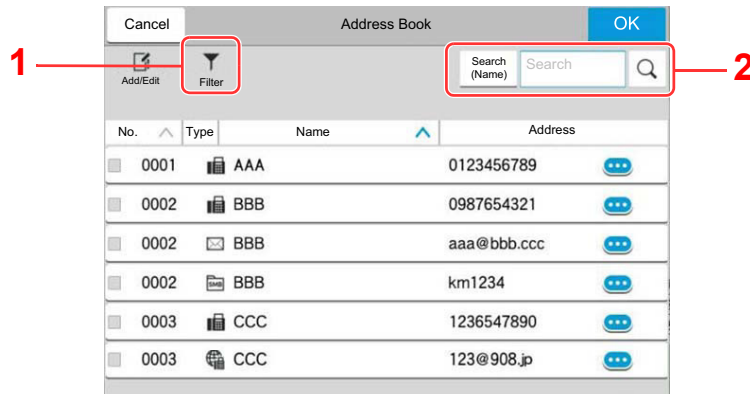 Cancel Address Book OK
1 Add/Edit Filter Search (Name) Search 2
No. Type Name Address
0001 AAA 0123456789
0002 BBB 0987654321
0002 BBB aaa@bbb.ccc
0002 SMB BBB km1234
0003 CCC 1236547890
0003 CCC 123@908.jp